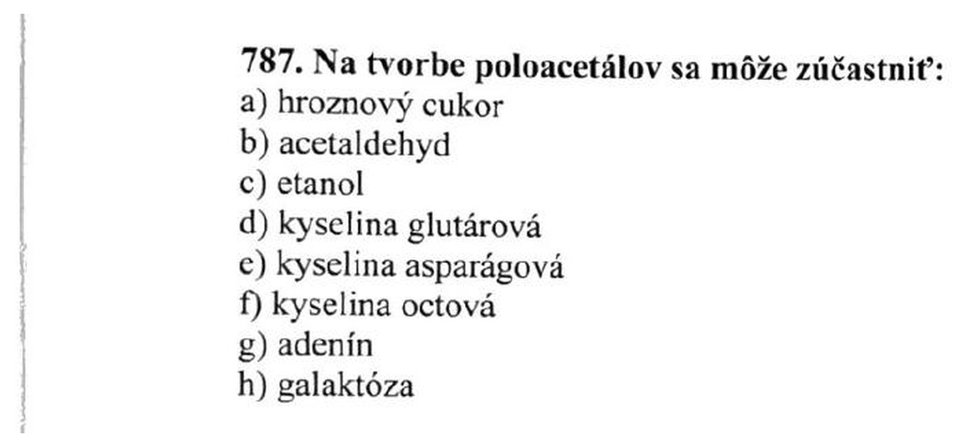 787. Na tvorbe poloacetálov sa môže zúčastniť:
a) hroznový cukor
b) acetaldehyd
c) etanol
d) kyselina glutárová
e) kyselina asparágová
f) kyselina octová
g) adenín
h) galaktóza